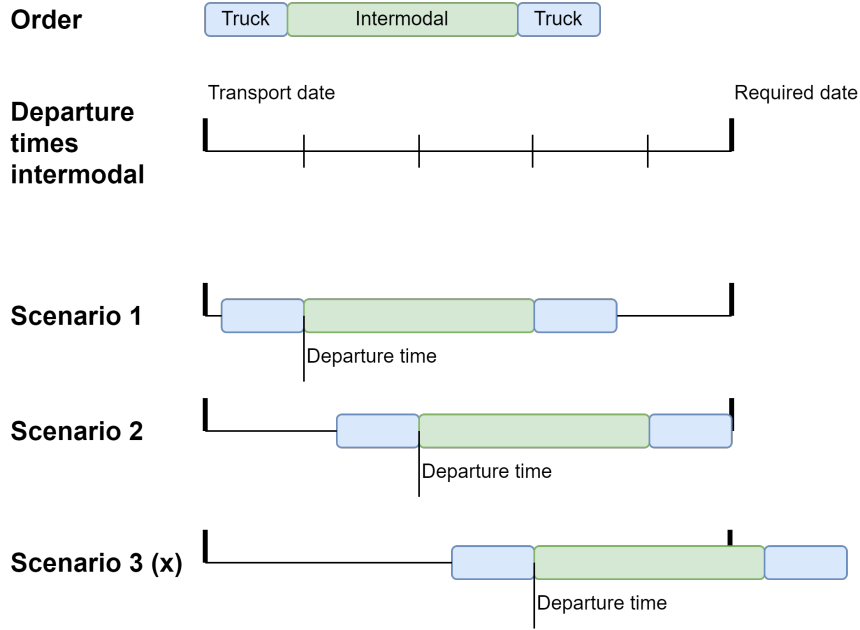 Order
Truck
Intermodal
Truck
Transport date
Required date
Departure
times
intermodal
Scenario 1
Departure time
Scenario 2
Departure time
Scenario 3 (x)
Departure time